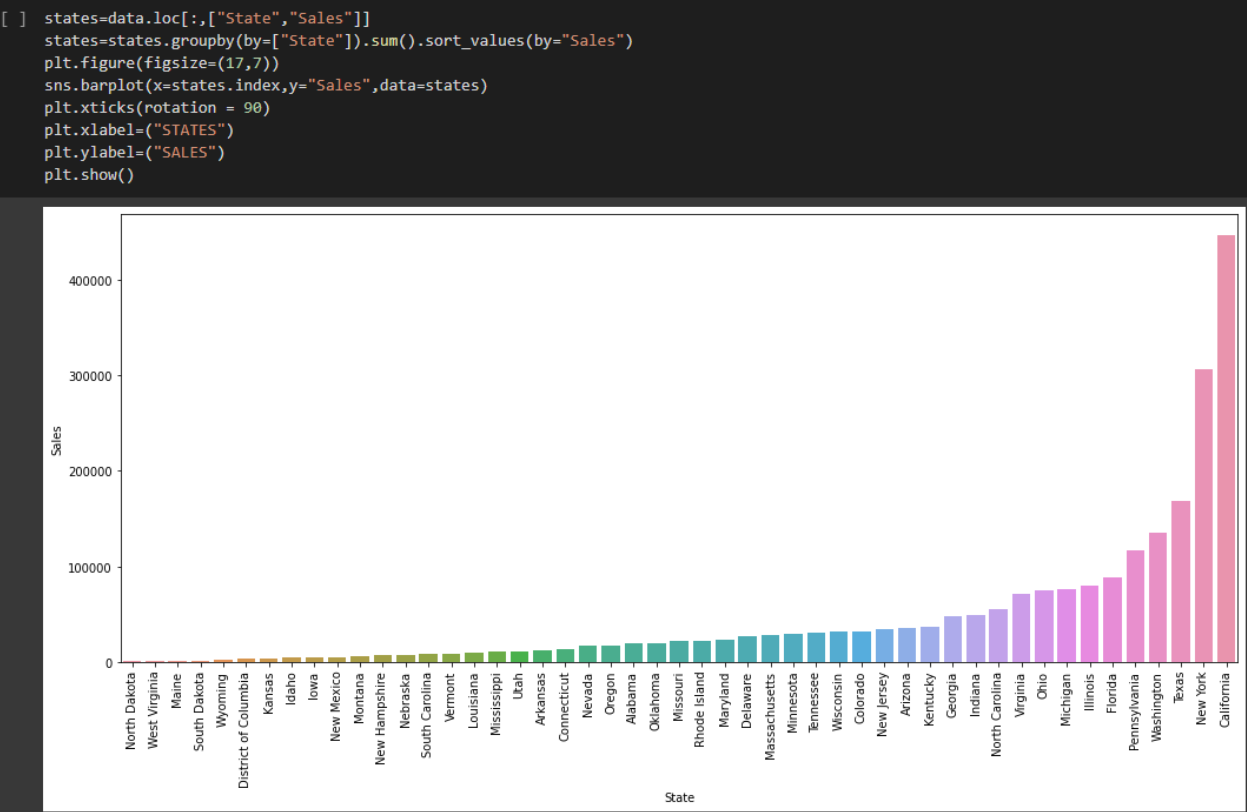 [ ] states=data.loc[:,["State","Sales"]]
states=states.groupby(by=["State"]).sum().sort_values(by="Sales")
plt.figure(figsize=(17,7))
sns.barplot(x=states.index,y="Sales",data=states)
plt.xticks(rotation = 90)
plt.xlabel=("STATES")
plt.ylabel=("SALES")
plt.show()
400000
300000
200000
100000
0
Sales
North Dakota
West Virginia
Maine
South Dakota
Wyoming
District of Columbia
Kansas
Idaho
Iowa
New Mexico
Montana
New Hampshire
Nebraska
South Carolina
Vermont
Louisiana
Mississippi
Utah
Arkansas
Connecticut
Nevada
Oregon
Alabama
Oklahoma
Missouri
Rhode Island
Maryland
Delaware
Massachusetts
Minnesota
Tennessee
Wisconsin
Colorado
New Jersey
Arizona
Kentucky
Georgia
Indiana
North Carolina
Virginia
Ohio
Michigan
Illinois
Florida
Pennsylvania
Washington
Texas
New York
California
State